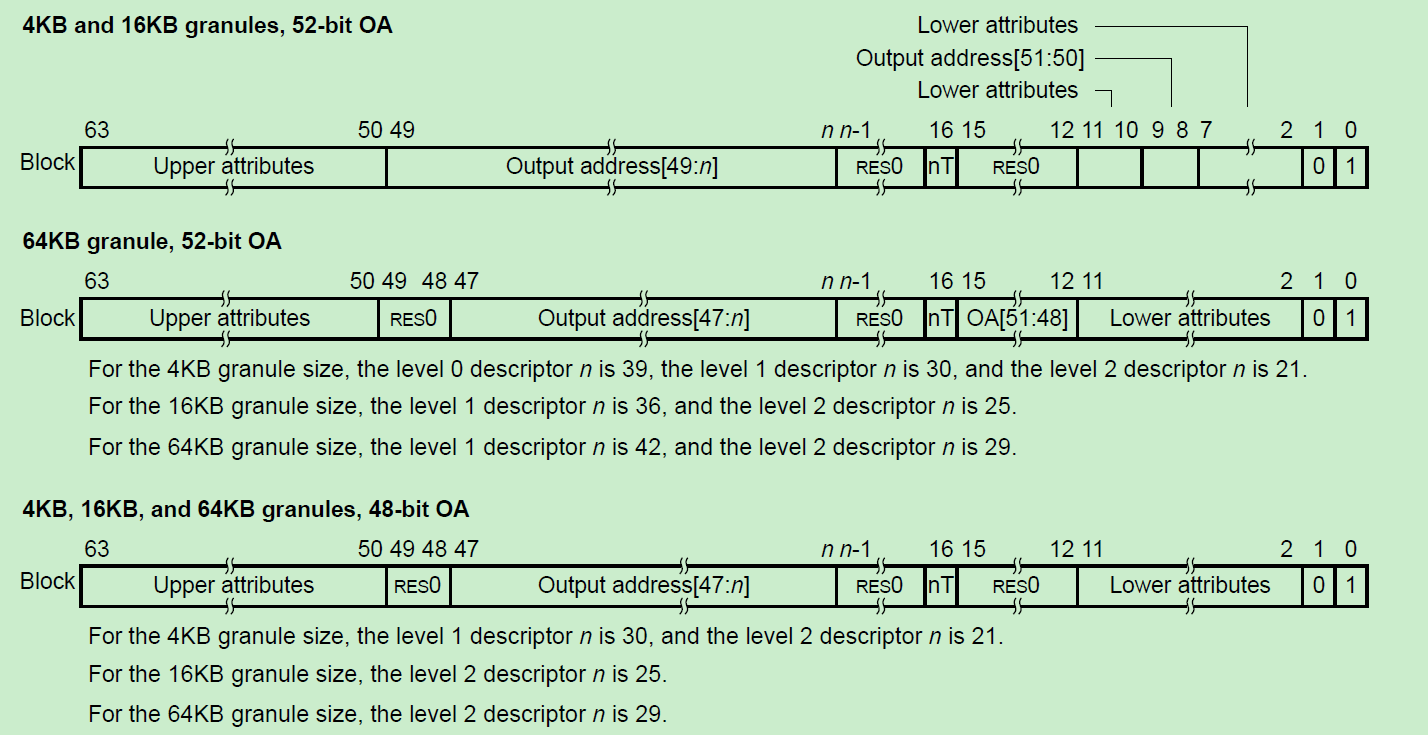 4KB and 16KB granules, 52-bit OA
Lower attributes
Output address[51:50]
Lower attributes
63 50 49 n n-1 16 15 12 11 10 9 8 7 2 1 0
Block Upper attributes Output address[49:n] RES0 nT RES0 0 1
64KB granule, 52-bit OA
63 50 49 48 47 n n-1 16 15 12 11 2 1 0
Block Upper attributes RES0 Output address[47:n] RES0 nT OA[51:48] Lower attributes 0 1
For the 4KB granule size, the level 0 descriptor n is 39, the level 1 descriptor n is 30, and the level 2 descriptor n is 21.
For the 16KB granule size, the level 1 descriptor n is 36, and the level 2 descriptor n is 25.
For the 64KB granule size, the level 1 descriptor n is 42, and the level 2 descriptor n is 29.
4KB, 16KB, and 64KB granules, 48-bit OA
63 50 49 48 47 n n-1 16 15 12 11 2 1 0
Block Upper attributes RES0 Output address[47:n] RES0 nT RES0 Lower attributes 0 1
For the 4KB granule size, the level 1 descriptor n is 30, and the level 2 descriptor n is 21.
For the 16KB granule size, the level 2 descriptor n is 25.
For the 64KB granule size, the level 2 descriptor n is 29.